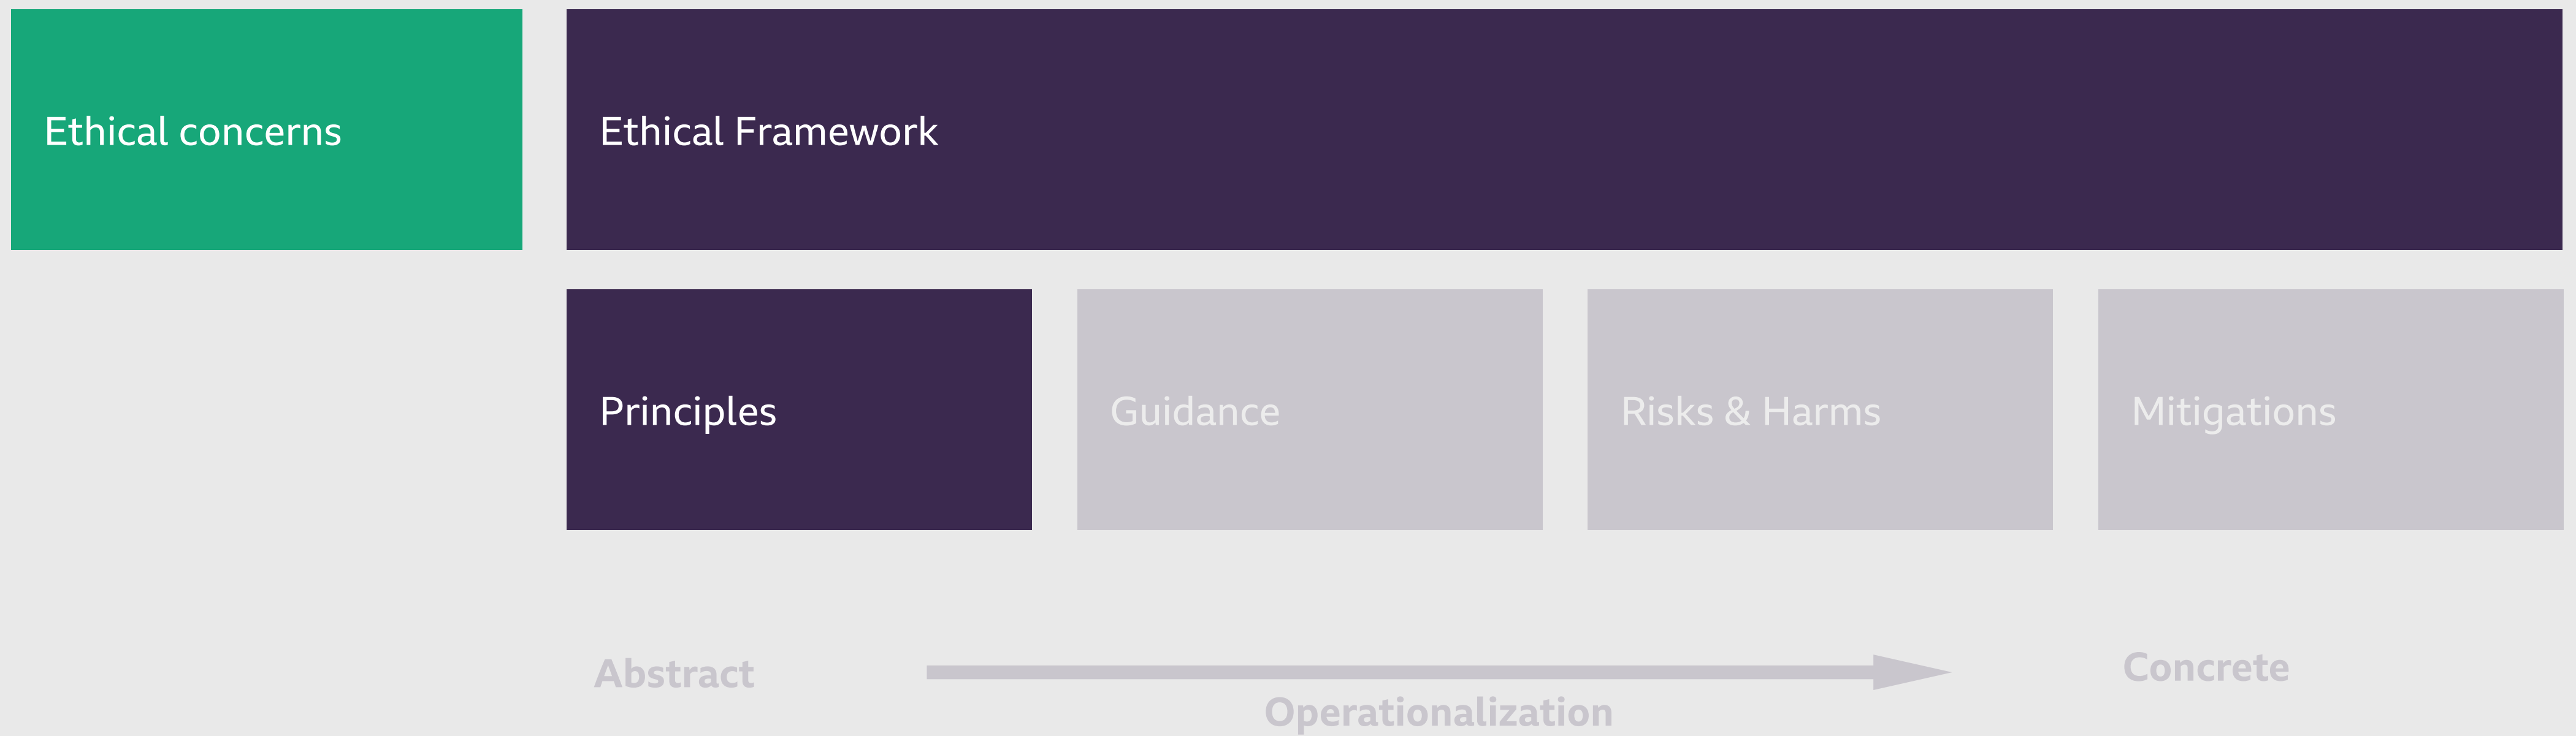 Ethical concerns
Ethical Framework
Principles
Guidance
Risks & Harms
Mitigations
Abstract
Concrete
Operationalization